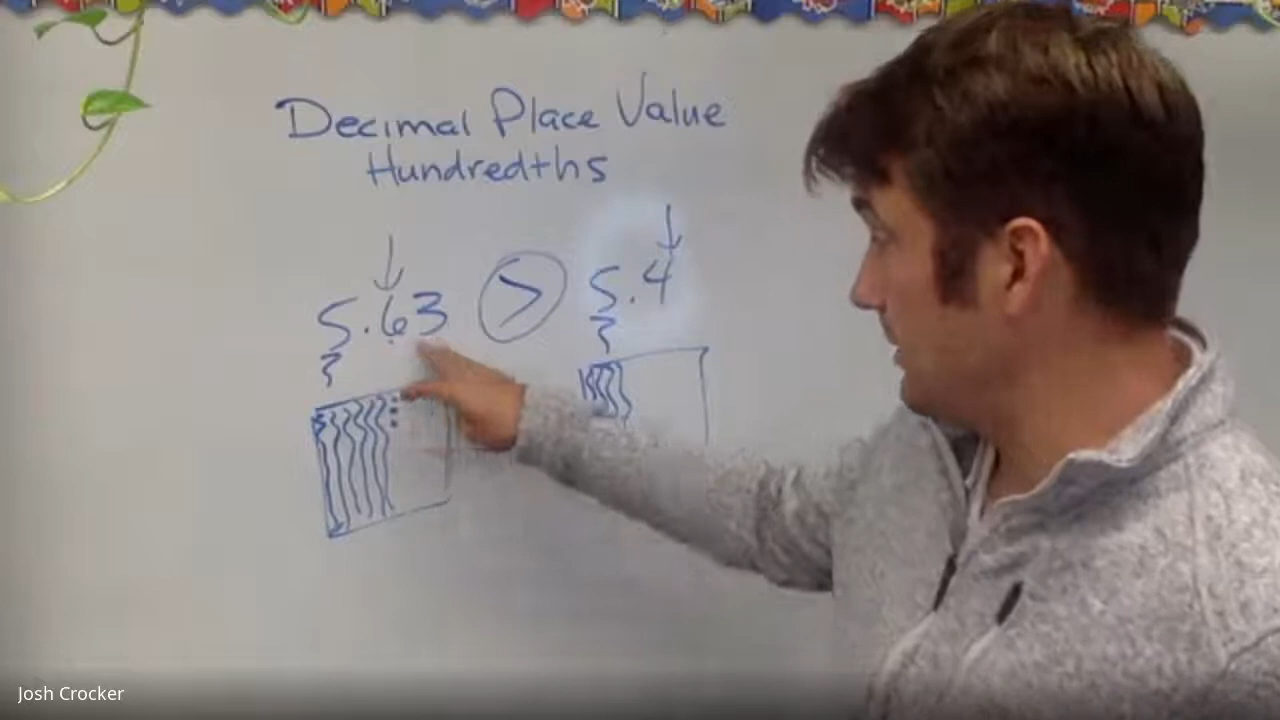 Decimal Place Value
Hundredths
5.63 > 5.4
Josh Crocker